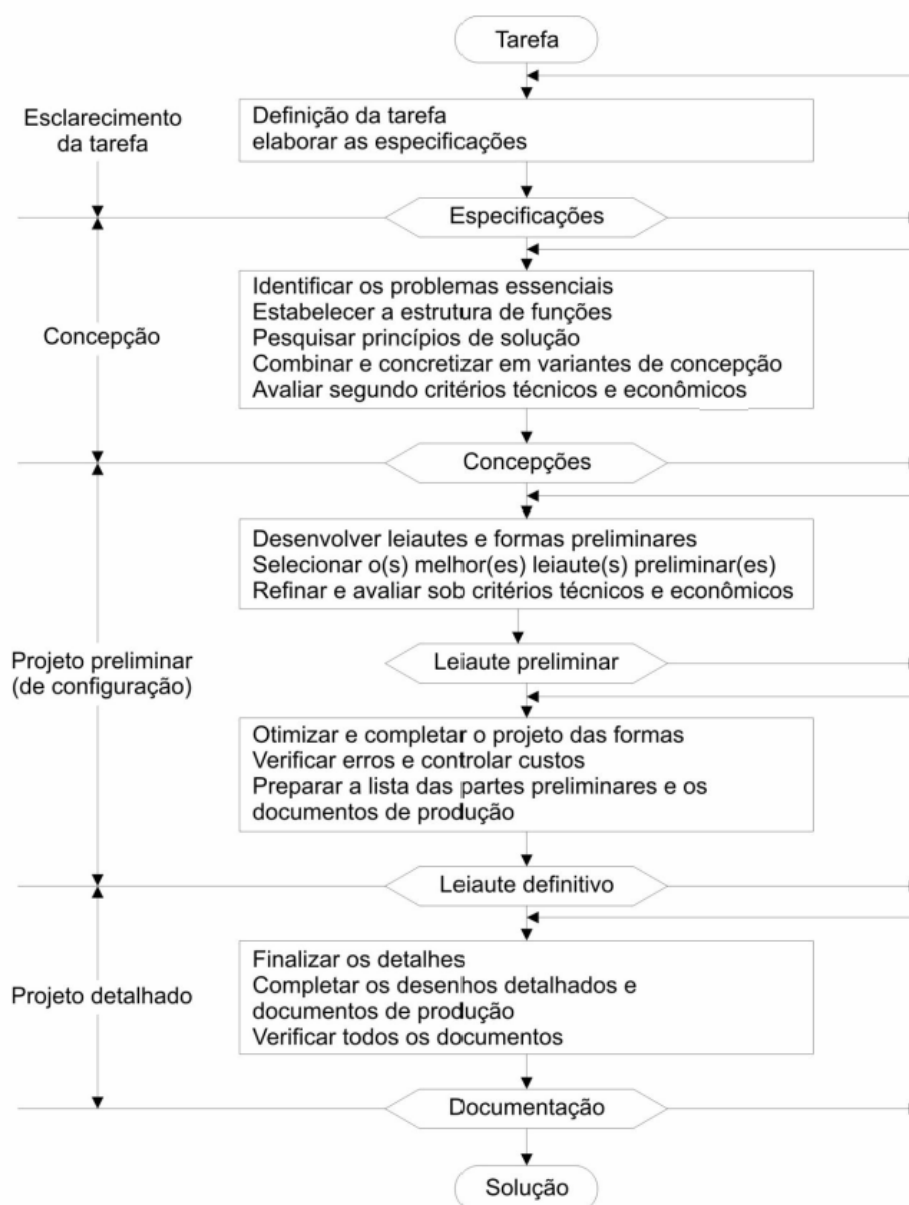 Tarefa
Esclarecimento
da tarefa
Definição da tarefa
elaborar as especificações
Especificações
Concepção
Identificar os problemas essenciais
Estabelecer a estrutura de funções
Pesquisar princípios de solução
Combinar e concretizar em variantes de concepção
Avaliar segundo critérios técnicos e econômicos
Concepções
Projeto preliminar
(de configuração)
Desenvolver leiautes e formas preliminares
Selecionar o(s) melhor(es) leiaute(s) preliminar(es)
Refinar e avaliar sob critérios técnicos e econômicos
Leiaute preliminar
Otimizar e completar o projeto das formas
Verificar erros e controlar custos
Preparar a lista das partes preliminares e os
documentos de produção
Leiaute definitivo
Projeto detalhado
Finalizar os detalhes
Completar os desenhos detalhados e
documentos de produção
Verificar todos os documentos
Documentação
Solução